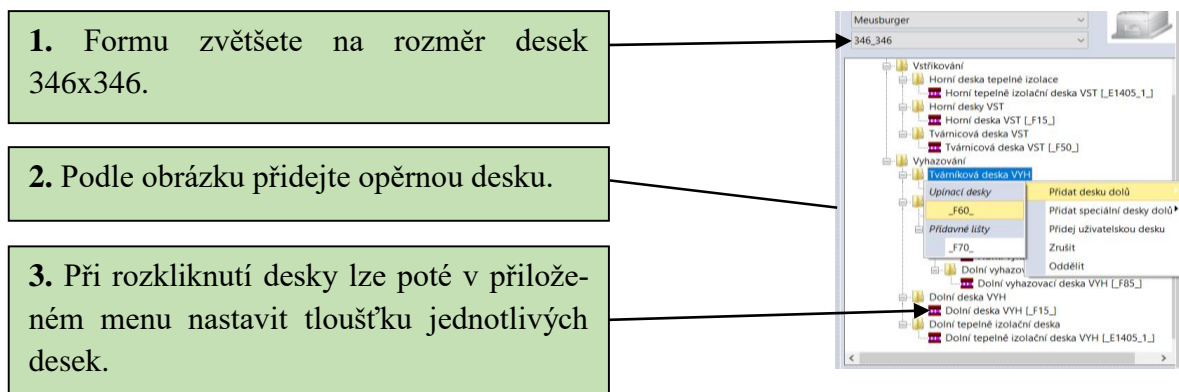 1. Formu zvětšete na rozměr desek
346x346.
2. Podle obrázku přidejte opěrnou desku.
3. Při rozkliknutí desky lze poté v přilože-
ném menu nastavit tloušťku jednotlivých
desek.
Meusburger
346_346
Vstřikování
Horní deska tepelné izolace
Horní tepelně izolační deska VST [_E1405_1_]
Horní desky VST
Horní deska VST [_F15_]
Tvárnicová deska VST
Tvárnicová deska VST [_F50_]
Vyhazování
Tvárníková deska VYH
Upínací desky
_F60_
Přídavné lišty
_F70_
Přidat desku dolů
Přidat speciální desky dolů
Přidej uživatelskou desku
Zrušit
Oddělit
Dolní vyhazov
Dolní vyhazovací deska VYH [_F85_]
Dolní deska VYH
Dolní deska VYH [_F15_]
Dolní tepelně izolační deska
Dolní tepelně izolační deska VYH [_E1405_1_]